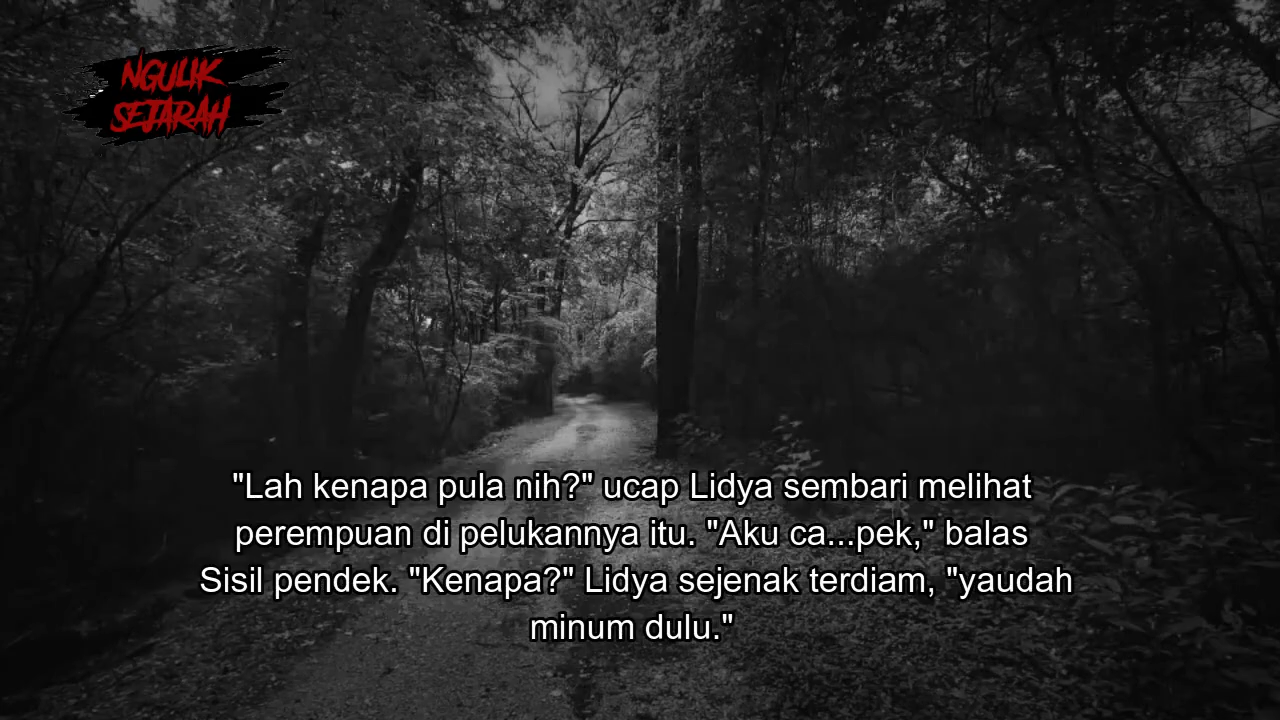 NGULIK
SEJARAH
"Lah kenapa pula nih?" ucap Lidya sembari melihat
perempuan di pelukannya itu. "Aku ca...pek," balas
Sisil pendek. "Kenapa?" Lidya sejenak terdiam, "yaudah
minum dulu."